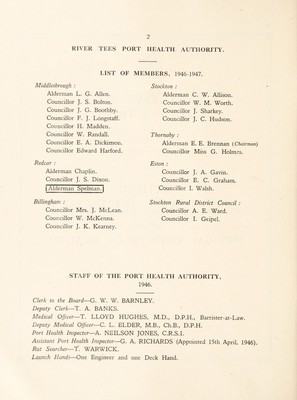 2
RIVER TEES PORT HEALTH AUTHORITY.
LIST OF MEMBERS, 1946-1947.
Middlesbrough :
Alderman L. G. Allen.
Councillor J. S. Bolton.
Councillor J. G. Boothby.
Councillor F. J. Longstaff.
Councillor H. Madden.
Councillor W. Randall.
Councillor E. A. Dickinson.
Councillor Edward Harford.
Redcar :
Alderman Chaplin.
Councillor J. S. Dixon.
Alderman Spelman.
Billingham :
Councillor Mrs. J. McLean.
Councillor W. McKenna.
Councillor J. K. Kearney.
Stockton :
Alderman C. W. Allison.
Councillor W. M. Worth.
Councillor J. Sharkey.
Councillor J. C. Hudson.
Thornaby :
Alderman E. E. Brennan (Chairman)
Councillor Miss G. Holmes.
Eston :
Councillor J. A. Gavin.
Councillor E. C. Graham.
Councillor I. Walsh.
Stockton Rural District Council :
Councillor A. E. Ward.
Councillor I. Geipel.
STAFF OF THE PORT HEALTH AUTHORITY,
1946.
Clerk to the Board—G. W. W. BARNLEY.
Deputy Clerk—T. A. BANKS.
Medical Officer—T. LLOYD HUGHES, M.D., D.P.H., Barrister-at-Law.
Deputy Medical Officer—C. L. ELDER, M.B., Ch.B., D.P.H.
Port Health Inspector—A. NEILSON JONES, C.R.S.I.
Assistant Port Health Inspector—G. A. RICHARDS (Appointed 15th April, 1946).
Rat Searcher—T. WARWICK.
Launch Hands—One Engineer and one Deck Hand.